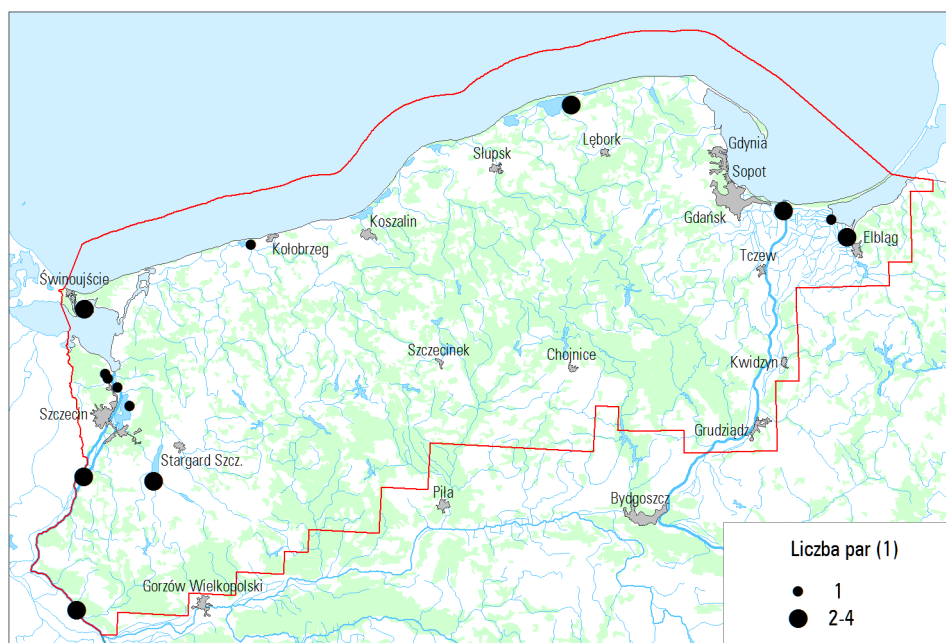 Gdynia
Sopot
Lębork
Słupsk
Gdańsk
Koszalin
Elbląg
Kołobrzeg
Tczew
Świnoujście
Szczecinek
Chojnice
Kwidzyn
Szczecin
Grudziadz
Stargard Szcz.
Piła
Bydgoszcz
Gorzów Wielkopolski
Liczba par (1)
1
2-4